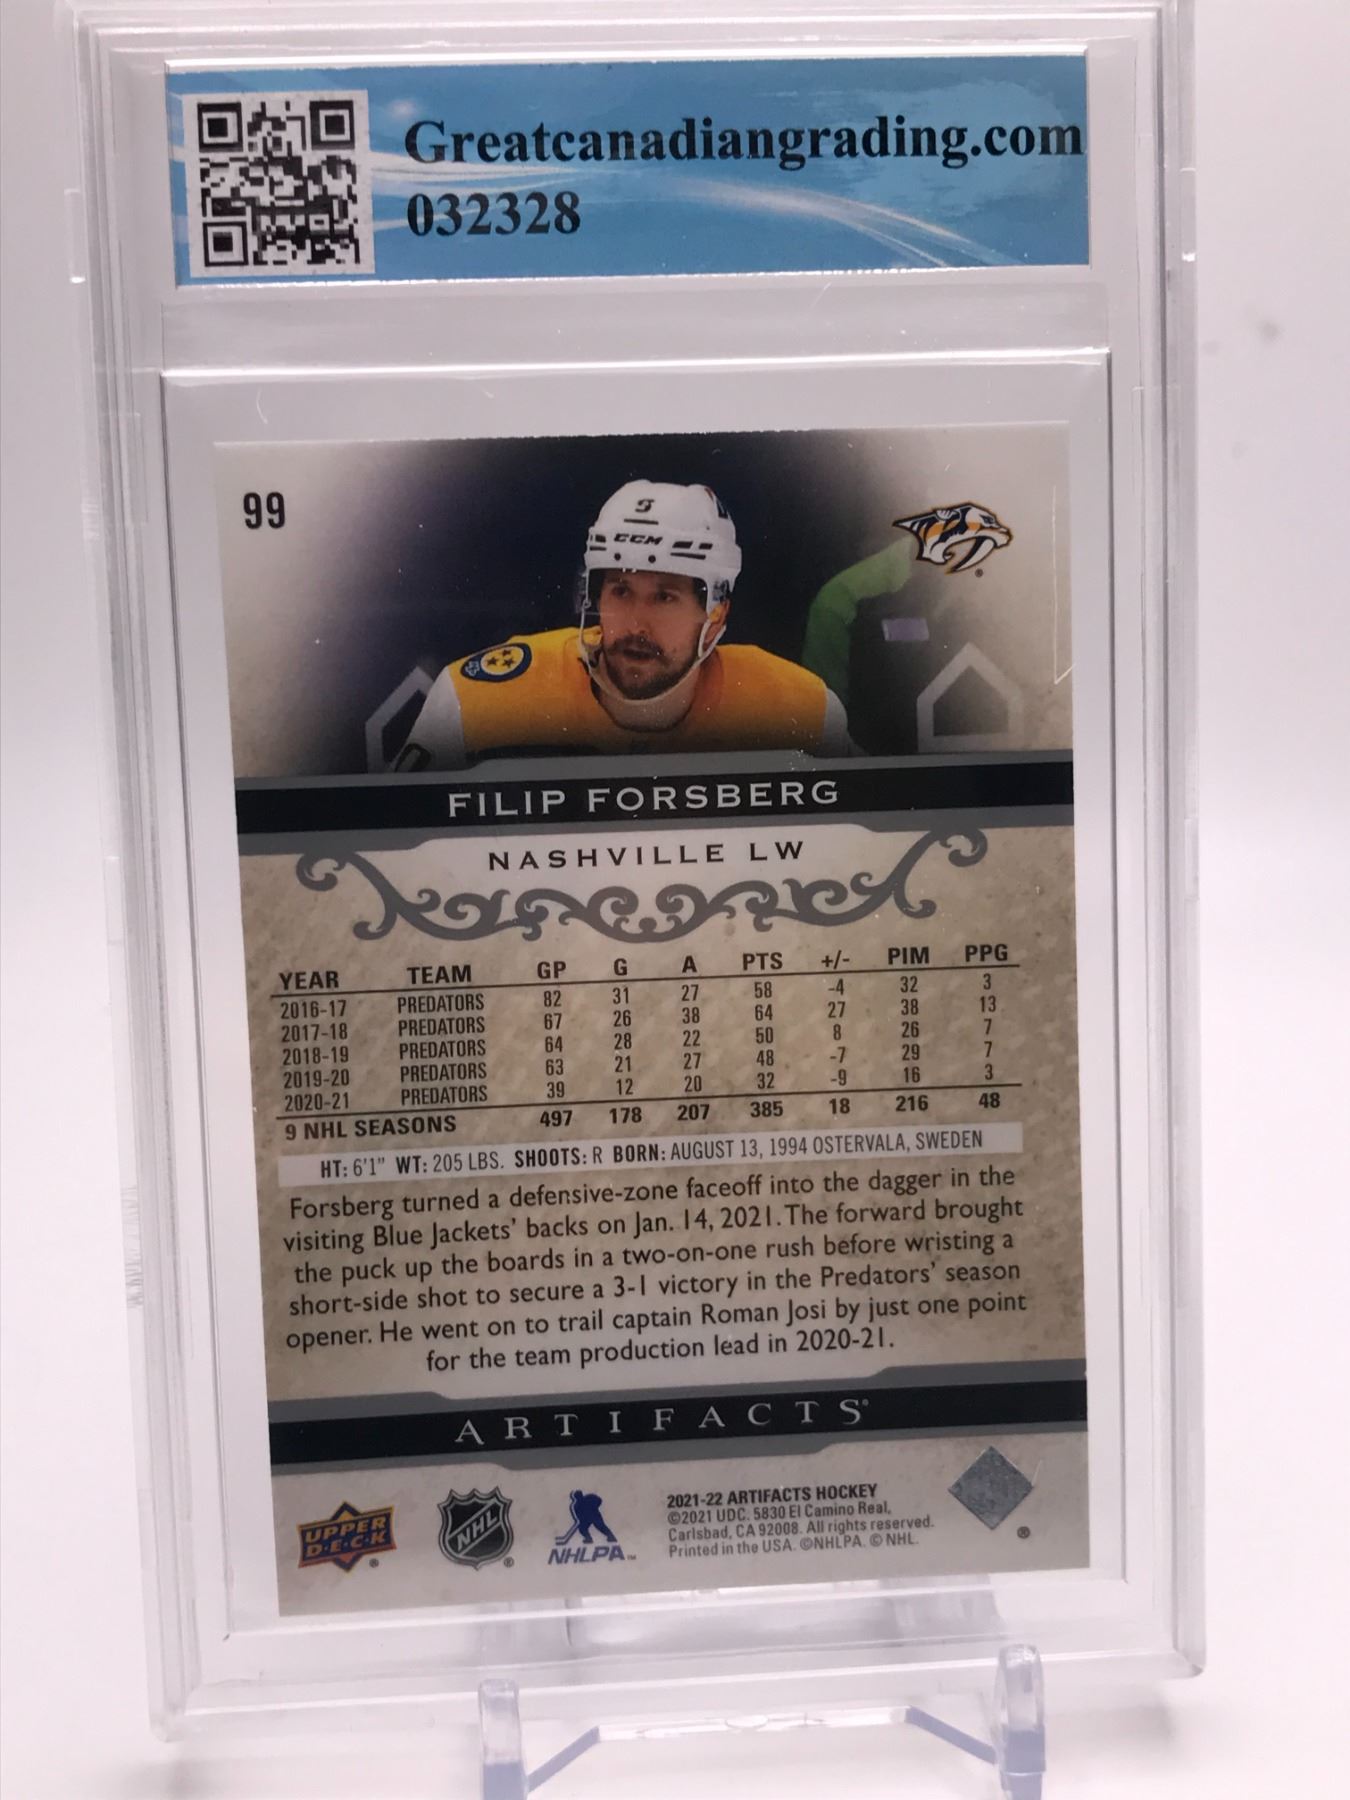 Greatcanadiangrading.com
032328
99
9
CCM
FILIP FORSBERG
NASHVILLE LW
YEAR TEAM GP G A PTS +/- PIM PPG
2016-17 PREDATORS 82 31 27 58 -4 32 3
2017-18 PREDATORS 67 26 38 64 27 38 13
2018-19 PREDATORS 64 28 22 50 8 26 7
2019-20 PREDATORS 63 21 27 48 -7 29 7
2020-21 PREDATORS 39 12 20 32 -9 16 3
9 NHL SEASONS 497 178 207 385 18 216 48
HT: 6'1" WT: 205 LBS. SHOOTS: R BORN: AUGUST 13, 1994 OSTERVALA, SWEDEN
Forsberg turned a defensive-zone faceoff into the dagger in the
visiting Blue Jackets' backs on Jan. 14, 2021. The forward brought
the puck up the boards in a two-on-one rush before wristing a
short-side shot to secure a 3-1 victory in the Predators' season
opener. He went on to trail captain Roman Josi by just one point
for the team production lead in 2020-21.
ARTIFACTS®
UPPER
D·E·C·K®
NHL®
NHLPA™
2021-22 ARTIFACTS HOCKEY
©2021 UDC. 5830 El Camino Real,
Carlsbad, CA 92008. All rights reserved.
Printed in the USA. ©NHLPA. © NHL.
®